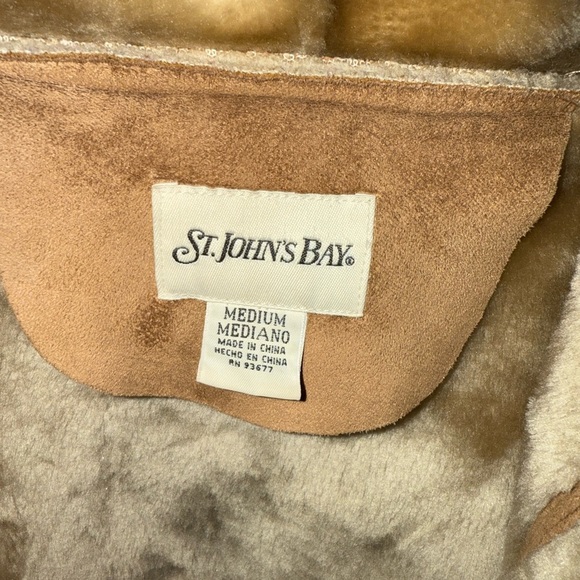 ST. JOHN'S BAY®
MEDIUM
MEDIANO
MADE IN CHINA
HECHO EN CHINA
RN 93677